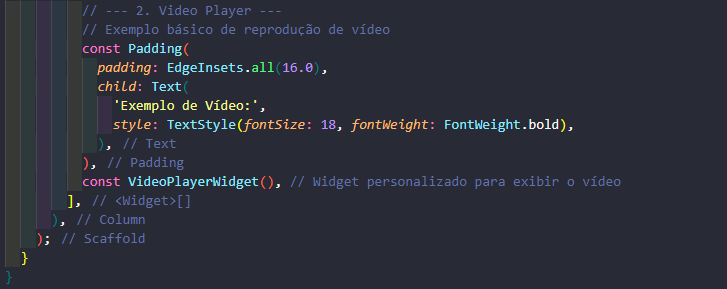 // --- 2. Video Player ---
// Exemplo básico de reprodução de vídeo
const Padding(
padding: EdgeInsets.all(16.0),
child: Text(
'Exemplo de Vídeo:',
style: TextStyle(fontSize: 18, fontWeight: FontWeight.bold),
), // Text
), // Padding
const VideoPlayerWidget(), // Widget personalizado para exibir o vídeo
], // <Widget>[]
), // Column
); // Scaffold
}
}